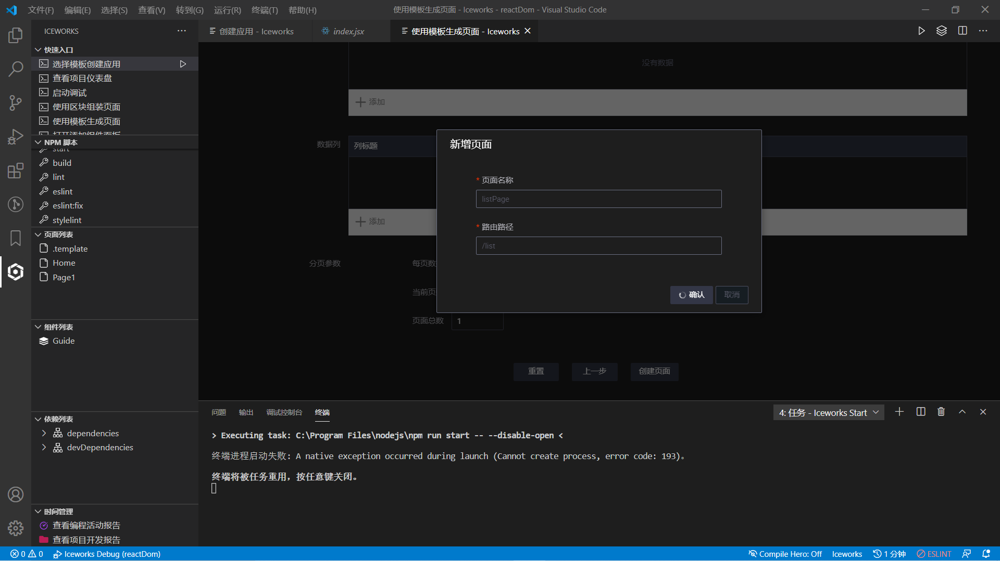 文件(F) 编辑(E) 选择(S) 查看(V) 转到(G) 运行(R) 终端(T) 帮助(H)
使用模板生成页面 - Iceworks - reactDom - Visual Studio Code
ICEWORKS
创建应用 - Iceworks
index.jsx
使用模板生成页面 - Iceworks
快速入口
选择模板创建应用
查看项目仪表盘
启动调试
使用区块组装页面
使用模板生成页面
打开添加组件面板
NPM 脚本
start
build
lint
eslint
eslint:fix
stylelint
页面列表
.template
Home
Page1
组件列表
Guide
依赖列表
dependencies
devDependencies
时间管理
查看编程活动报告
查看项目开发报告
没有数据
添加
数据列
列标题
添加
分页参数
每页数
当前页
页面总数
1
新增页面
* 页面名称
listPage
* 路由路径
/list
确认
取消
重置
上一步
创建页面
问题
输出
调试控制台
终端
4: 任务 - Iceworks Start
> Executing task: C:\Program Files\nodejs\npm run start -- --disable-open <
终端进程启动失败: A native exception occurred during launch (Cannot create process, error code: 193)。
终端将被任务重用，按任意键关闭。
0
0
Iceworks Debug (reactDom)
Compile Hero: Off
Iceworks
1 分钟
ESLINT